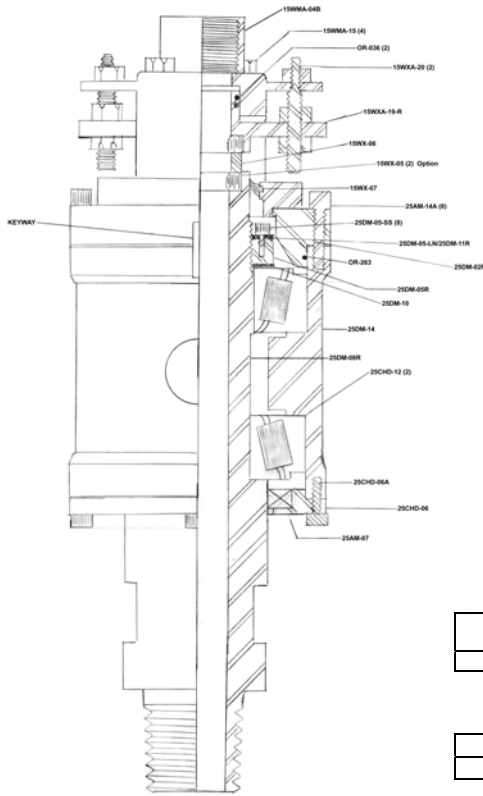 15WMA-04B
15WMA-15 (4)
OR-036 (2)
15WXA-20 (2)
15WXA-19-R
15WX-06
15WX-05 (2) Option
15WX-07
25AM-14A (8)
25DM-05-SS (8)
KEYWAY
25DM-05-LN/25DM-11R
25DM-02R
OR-263
25DM-05R
25DM-10
25DM-14
25DM-08R
25CHD-12 (2)
25CHD-06A
25CHD-06
25AM-07